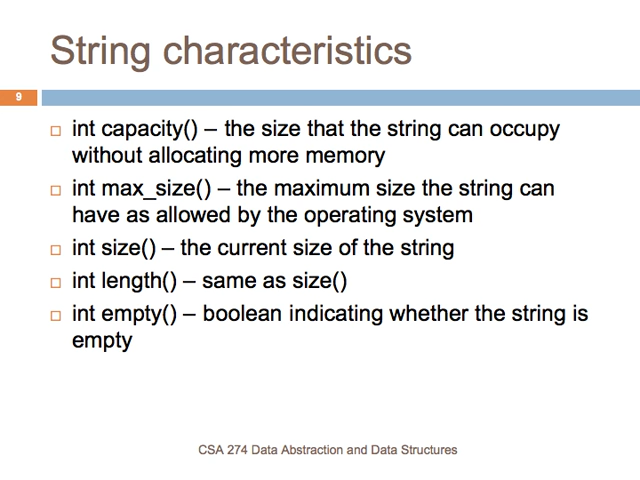 String characteristics
9
int capacity() – the size that the string can occupy
without allocating more memory
int max_size() – the maximum size the string can
have as allowed by the operating system
int size() – the current size of the string
int length() – same as size()
int empty() – boolean indicating whether the string is
empty
CSA 274 Data Abstraction and Data Structures